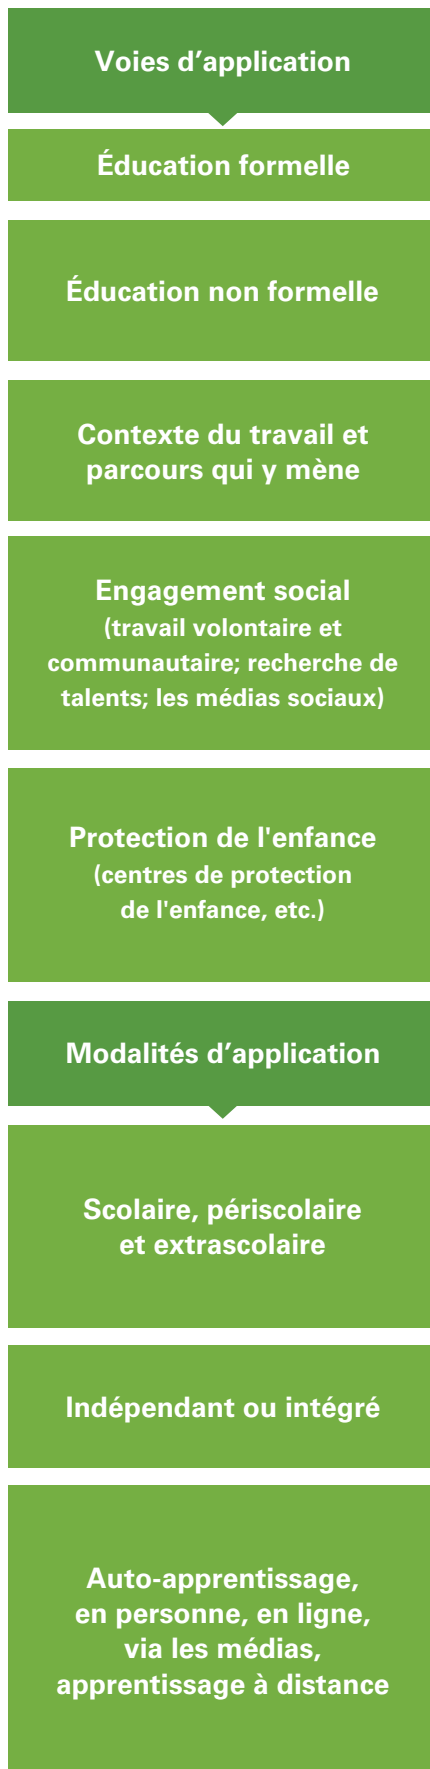 Voies d’application
Éducation formelle
Éducation non formelle
Contexte du travail et
parcours qui y mène
Engagement social
(travail volontaire et
communautaire; recherche de
talents; les médias sociaux)
Protection de l'enfance
(centres de protection
de l'enfance, etc.)
Modalités d’application
Scolaire, périscolaire
et extrascolaire
Indépendant ou intégré
Auto-apprentissage,
en personne, en ligne,
via les médias,
apprentissage à distance